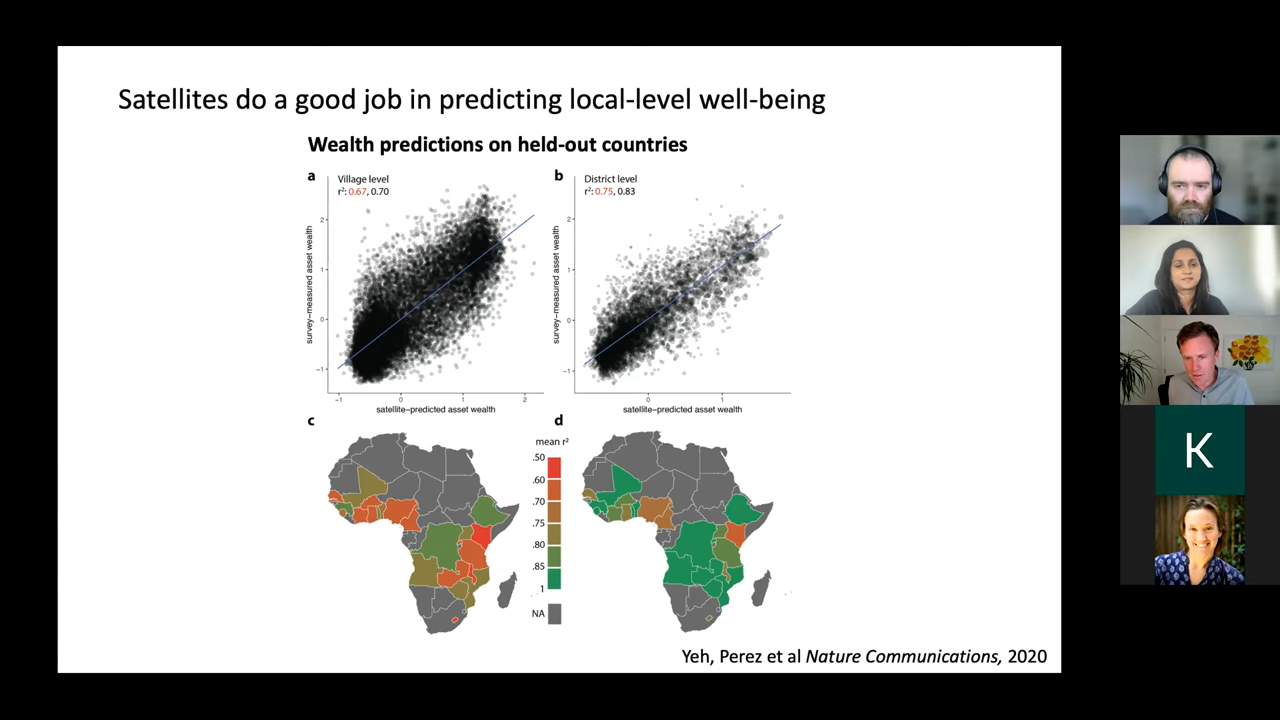 Satellites do a good job in predicting local-level well-being
Wealth predictions on held-out countries
a
Village level
r²: 0.67, 0.70
survey−measured asset wealth
2
1
0
−1
−1
0
1
2
satellite−predicted asset wealth
b
District level
r²: 0.75, 0.83
survey−measured asset wealth
2
1
0
−1
0
1
satellite−predicted asset wealth
c
d
mean r²
.50
.60
.70
.75
.80
.85
1
NA
Yeh, Perez et al Nature Communications, 2020
K